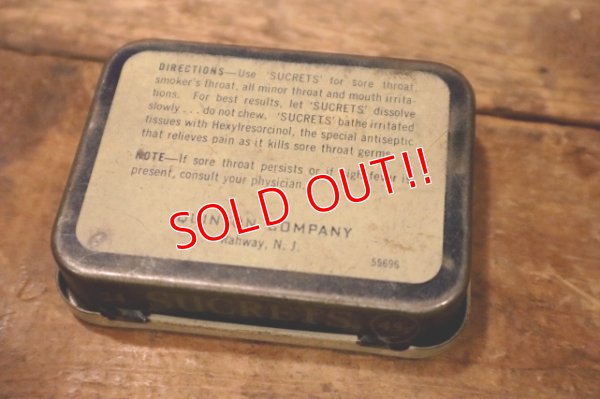 DIRECTIONS—Use 'SUCRETS' for sore throat,
smoker's throat, all minor throat and mouth irrita-
tions. For best results, let 'SUCRETS' dissolve
slowly . . . do not chew. 'SUCRETS' bathe irritated
tissues with Hexylresorcinol, the special antiseptic
that relieves pain as it kills sore throat germs.
NOTE—If sore throat persists or if high fever is
present, consult your physician.
COMPANY
Rahway, N. J.
59696
SOLD OUT!!
SUCRETS